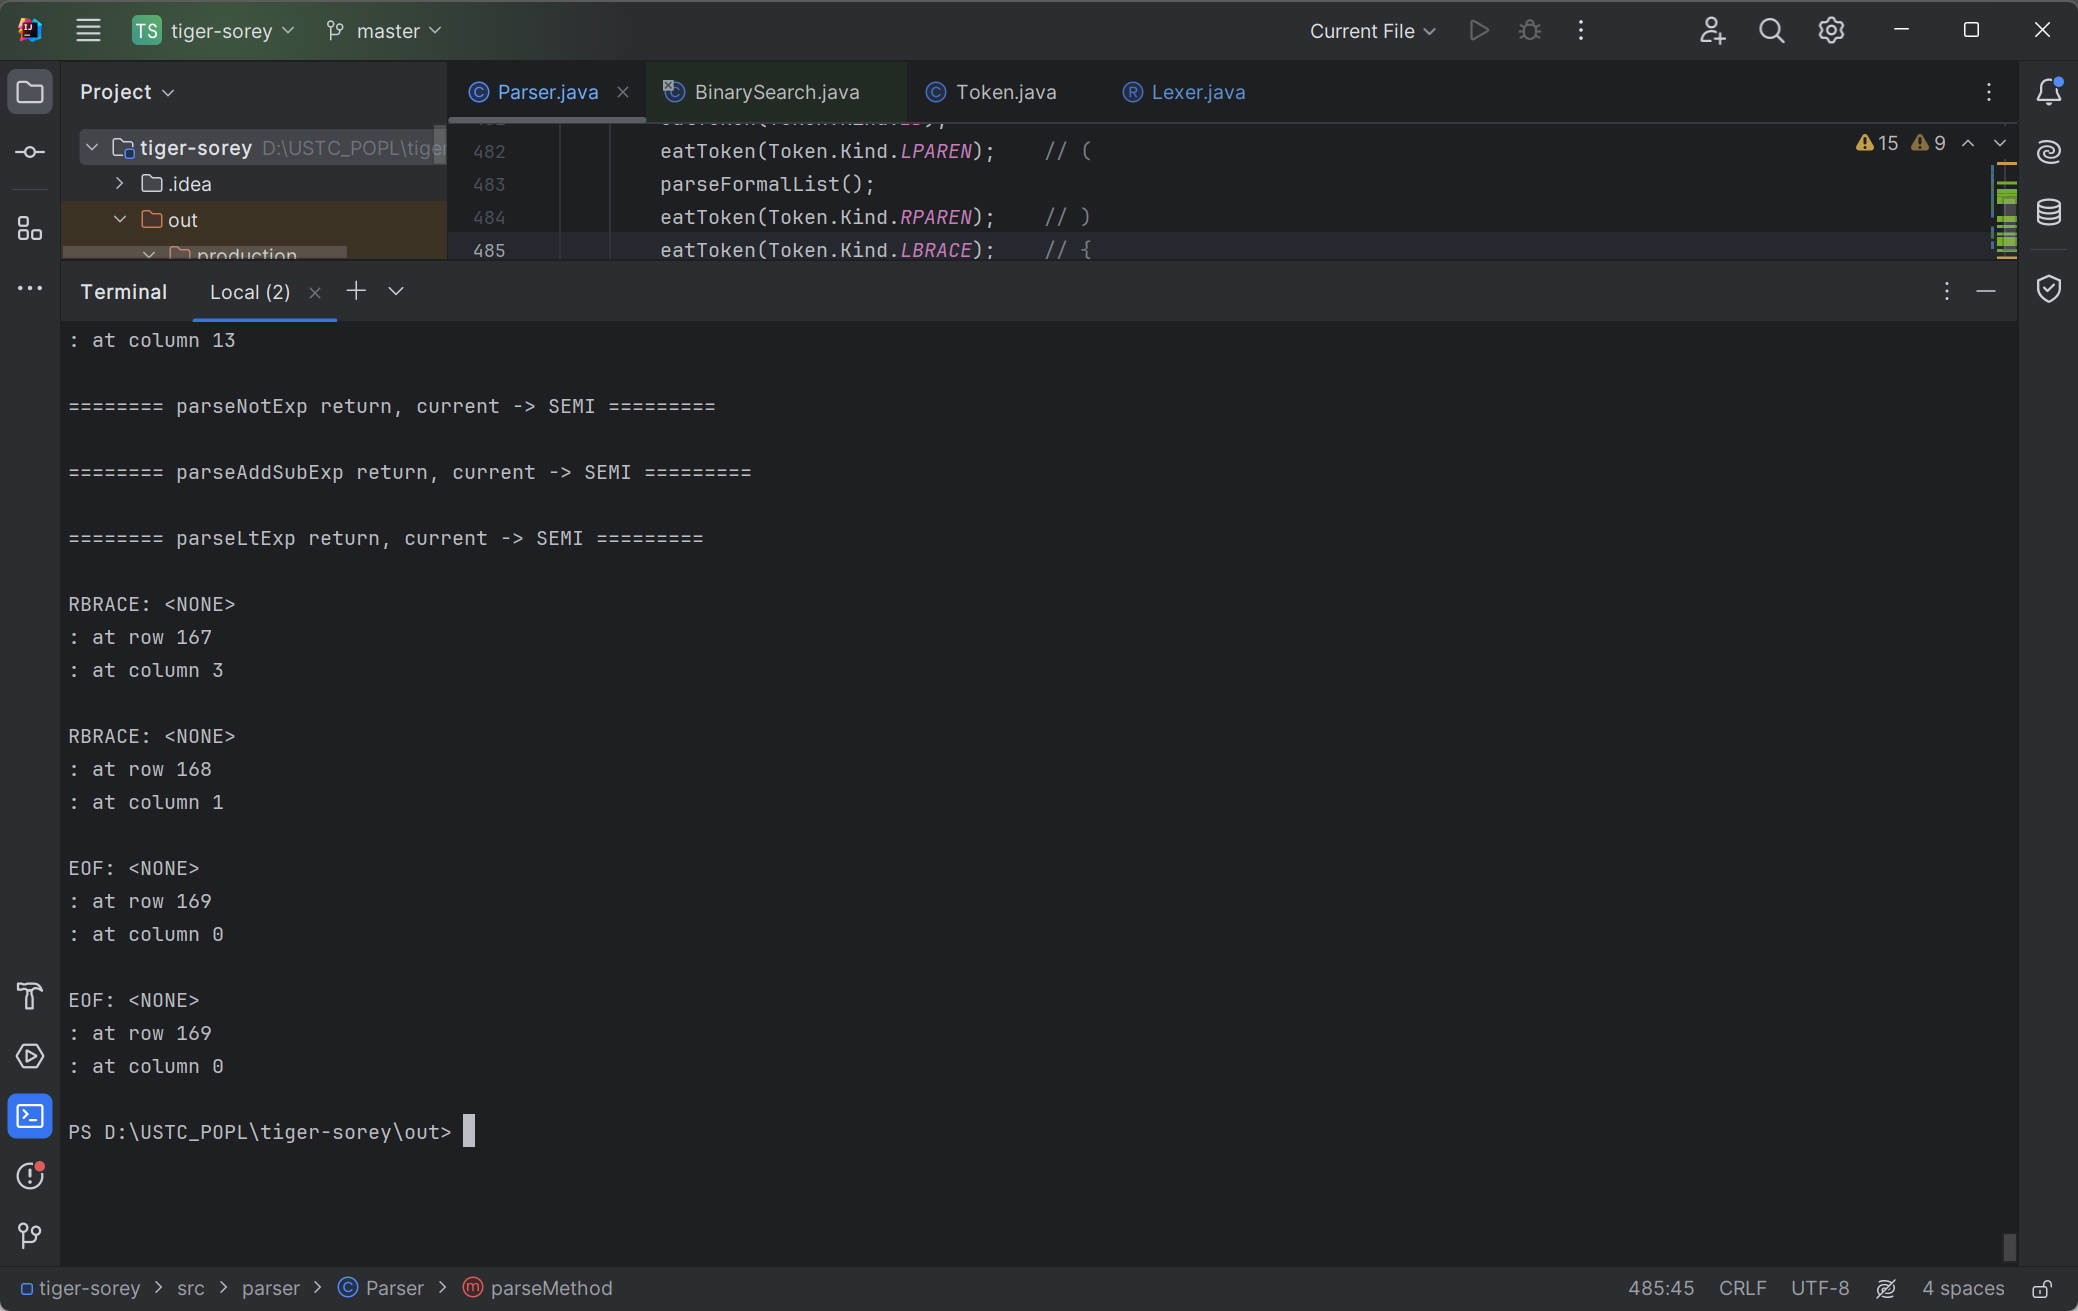 TS tiger-sorey master Current File
Project Parser.java BinarySearch.java Token.java Lexer.java
tiger-sorey D:\USTC_POPL\tiger
.idea
out
production
482 eatToken(Token.Kind.LPAREN); // (
483 parseFormalList();
484 eatToken(Token.Kind.RPAREN); // )
485 eatToken(Token.Kind.LBRACE); // {
15 9
Terminal Local (2)
: at column 13
======== parseNotExp return, current -> SEMI =========
======== parseAddSubExp return, current -> SEMI =========
======== parseLtExp return, current -> SEMI =========
RBRACE: <NONE>
: at row 167
: at column 3
RBRACE: <NONE>
: at row 168
: at column 1
EOF: <NONE>
: at row 169
: at column 0
EOF: <NONE>
: at row 169
: at column 0
PS D:\USTC_POPL\tiger-sorey\out>
tiger-sorey > src > parser > Parser > parseMethod 485:45 CRLF UTF-8 4 spaces